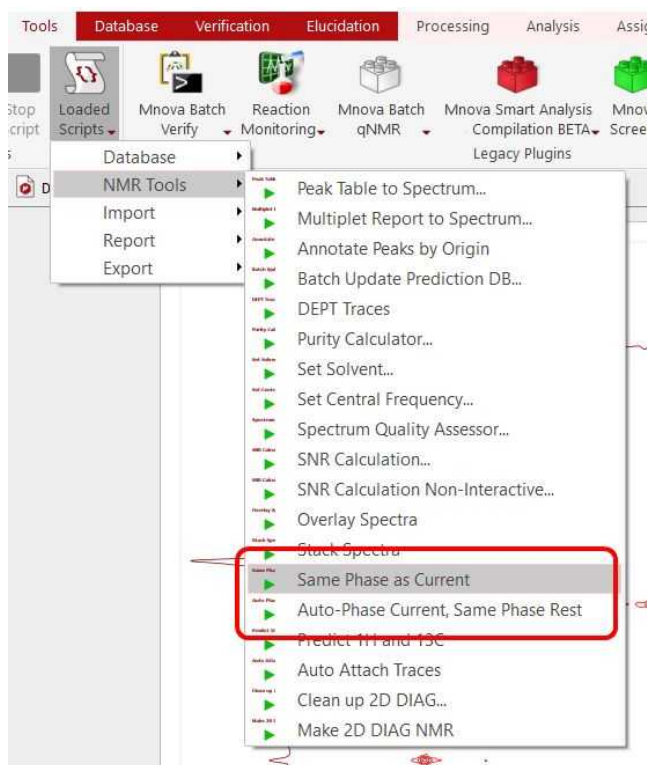 Tools Database Verification Elucidation Processing Analysis
Stop Loaded Mnova Batch Reaction Mnova Batch Mnova Smart Analysis
Scripts Verify Monitoring qNMR Compilation BETA
Legacy Plugins
Database
D NMR Tools
Import
Report
Export
Peak Table to Spectrum...
Multiplet Report to Spectrum...
Annotate Peaks by Origin
Batch Update Prediction DB...
DEPT Traces
Purity Calculator...
Set Solvent...
Set Central Frequency...
Spectrum Quality Assessor...
SNR Calculation...
SNR Calculation Non-Interactive...
Overlay Spectra
Stack Spectra
Same Phase as Current
Auto-Phase Current, Same Phase Rest
Predict 1H and 13C
Auto Attach Traces
Clean up 2D DIAG...
Make 2D DIAG NMR